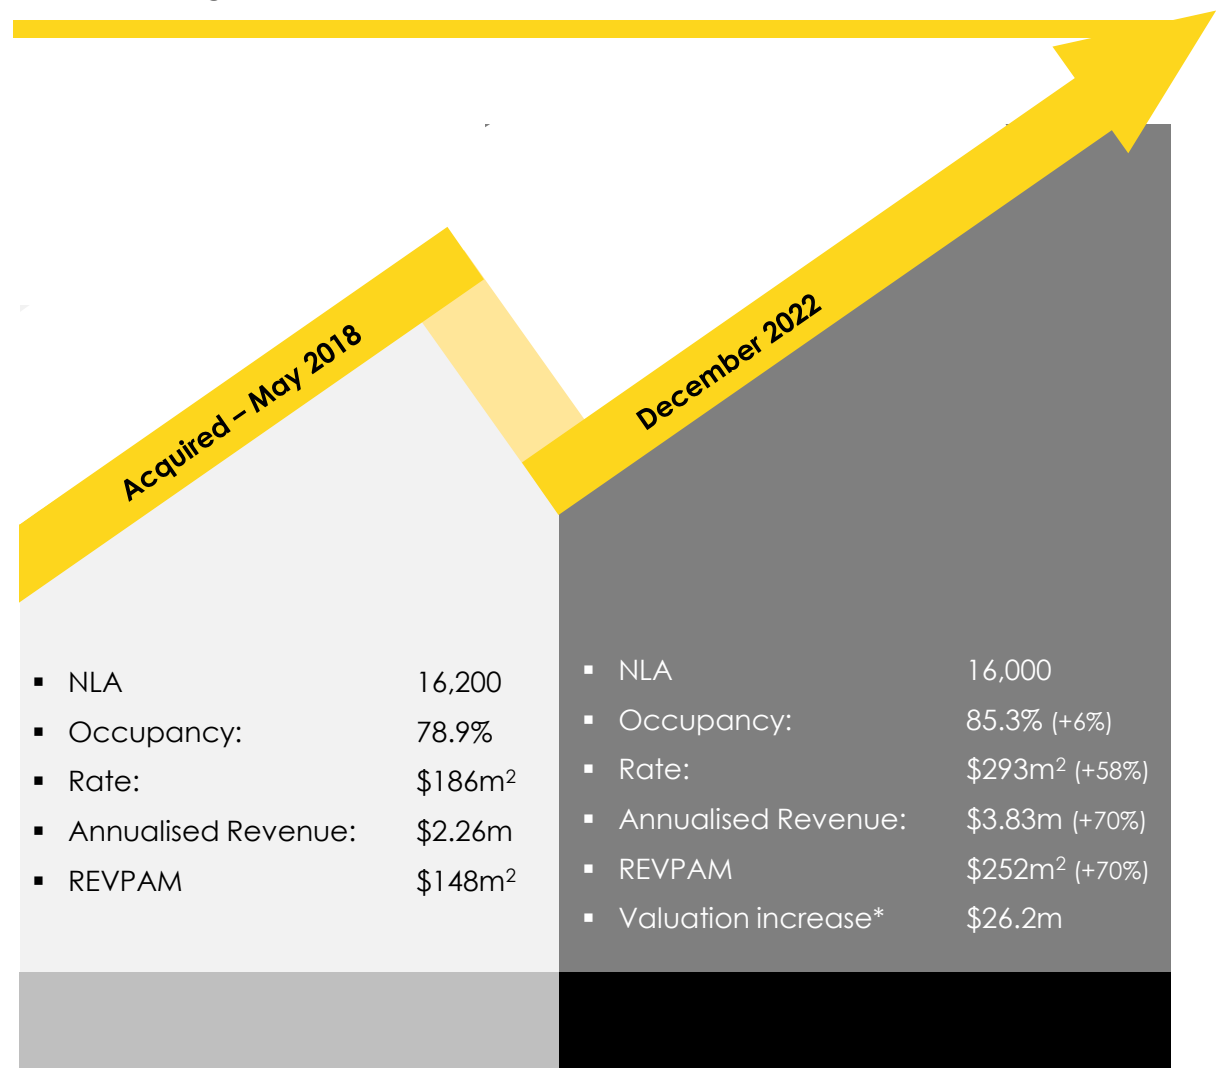 Acquired – May 2018
December 2022
▪ NLA 16,200
▪ Occupancy: 78.9%
▪ Rate: $186m²
▪ Annualised Revenue: $2.26m
▪ REVPAM $148m²
▪ NLA 16,000
▪ Occupancy: 85.3% (+6%)
▪ Rate: $293m² (+58%)
▪ Annualised Revenue: $3.83m (+70%)
▪ REVPAM $252m² (+70%)
▪ Valuation increase* $26.2m